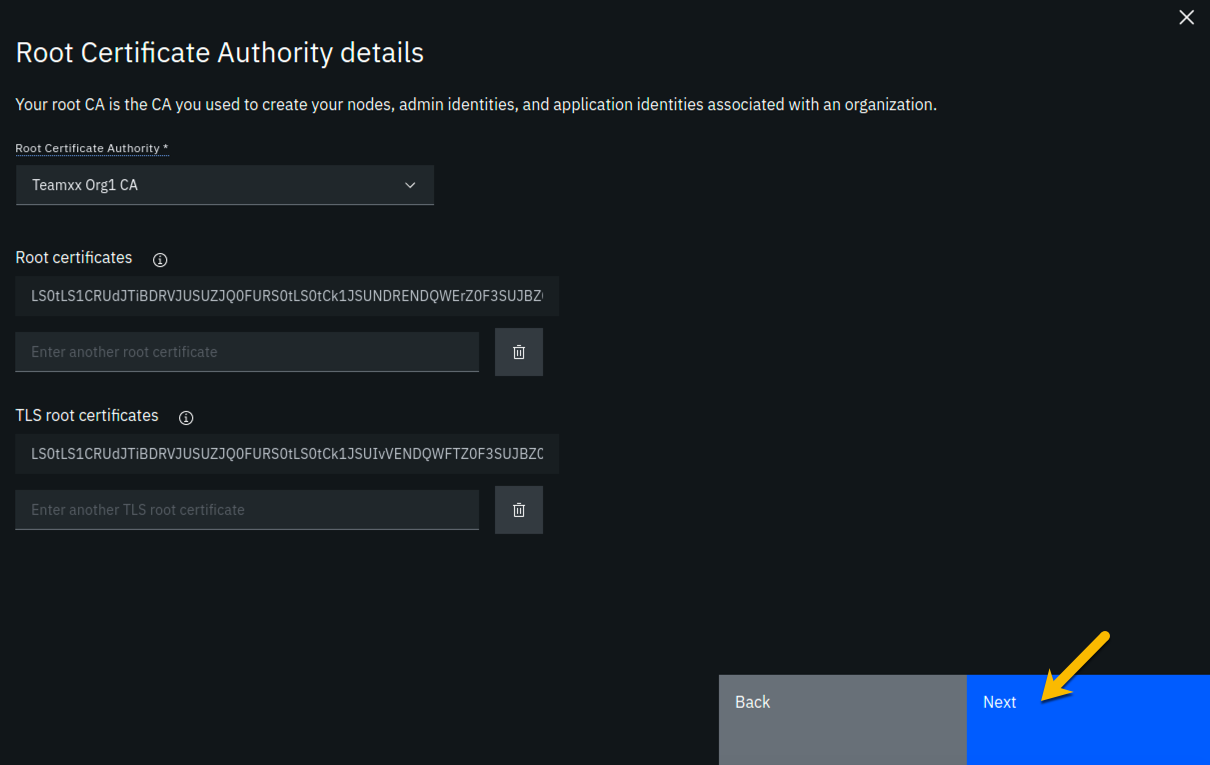 Root Certificate Authority details
Your root CA is the CA you used to create your nodes, admin identities, and application identities associated with an organization.
Root Certificate Authority *
Teamxx Org1 CA
Root certificates
LS0tLS1CRUdJTiBDRVJUSUZJQ0FURS0tLS0tCk1JSUNDRENDQWErZ0F3SUJBZ
Enter another root certificate
TLS root certificates
LS0tLS1CRUdJTiBDRVJUSUZJQ0FURS0tLS0tCk1JSUIvVENDQWFTZ0F3SUJBZ
Enter another TLS root certificate
Back
Next